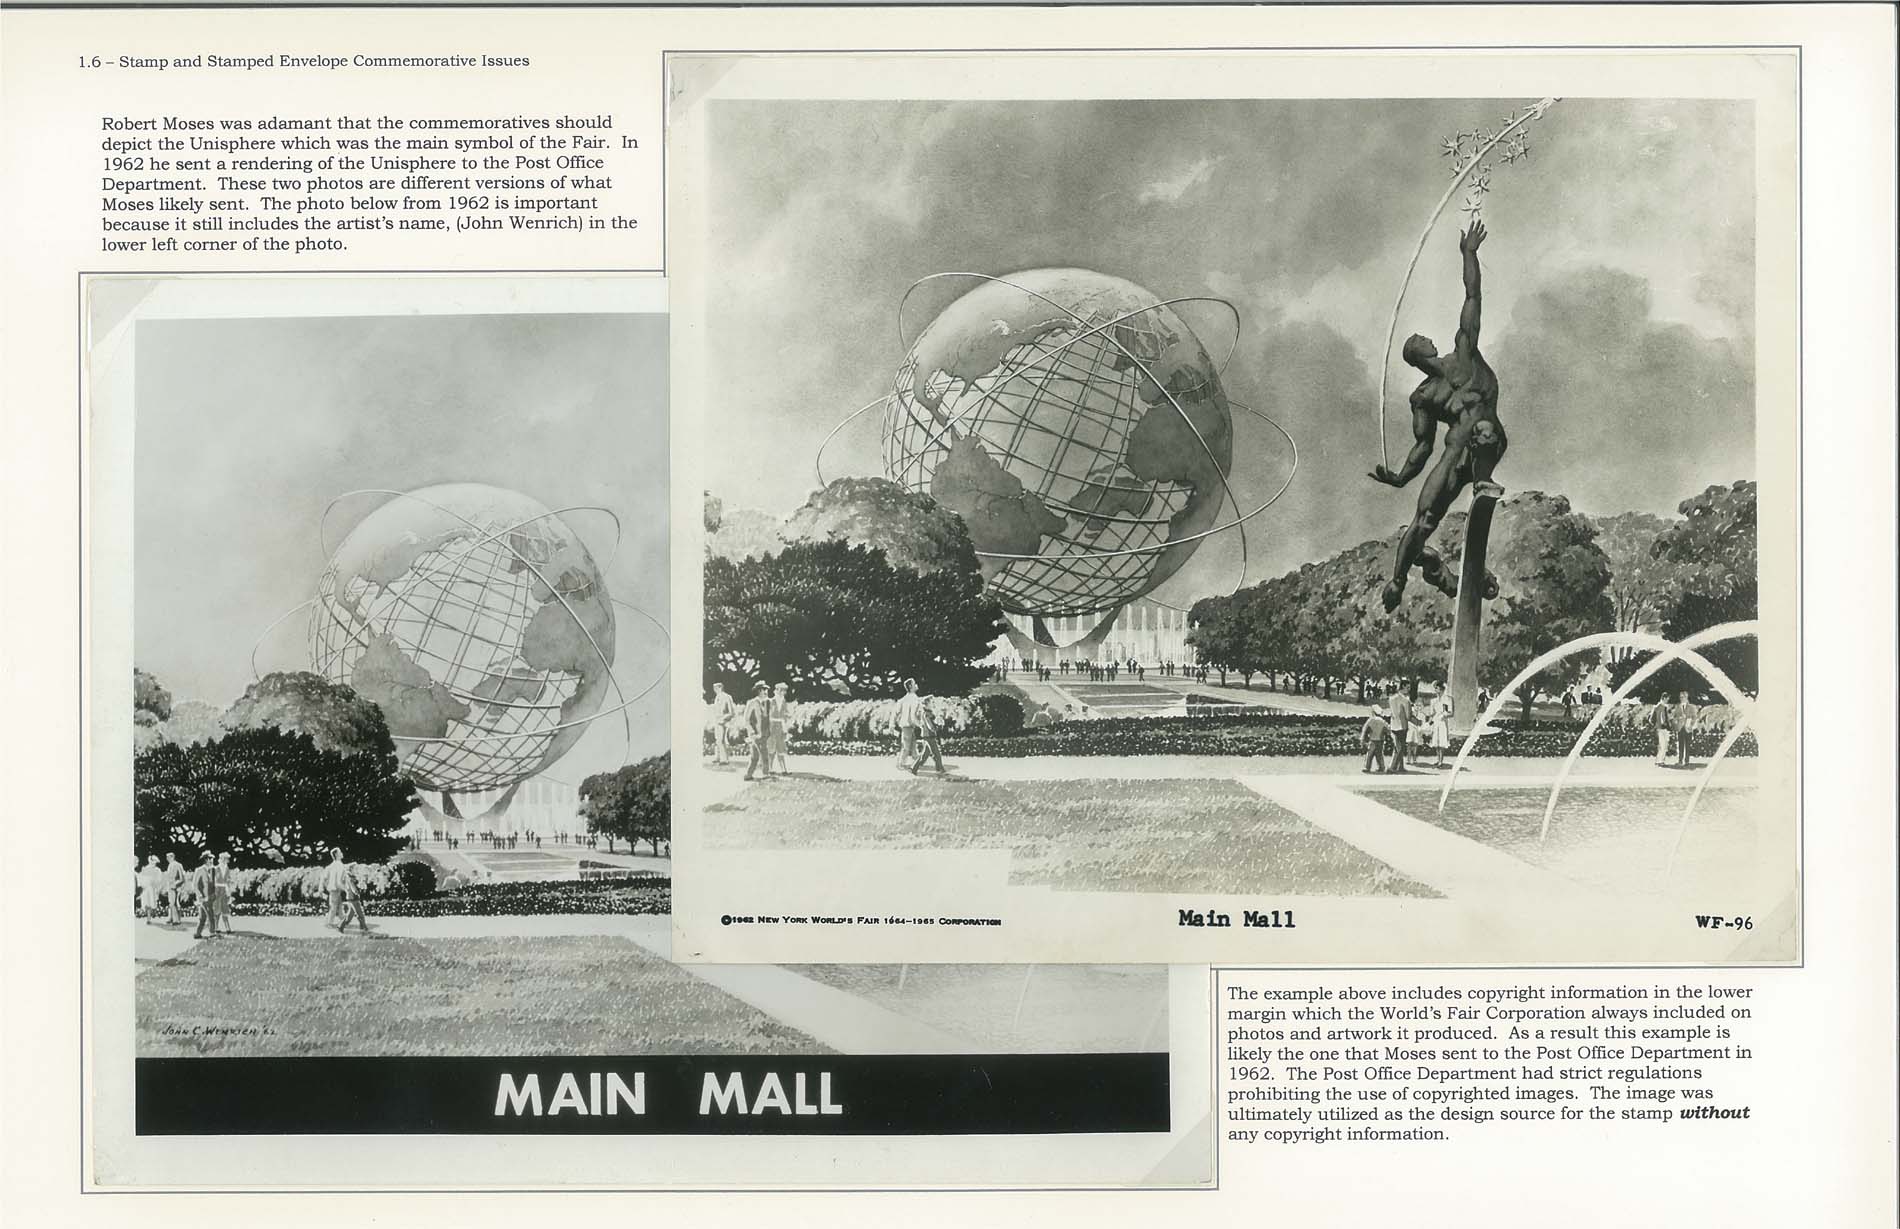 1.6 – Stamp and Stamped Envelope Commemorative Issues
Robert Moses was adamant that the commemoratives should
depict the Unisphere which was the main symbol of the Fair. In
1962 he sent a rendering of the Unisphere to the Post Office
Department. These two photos are different versions of what
Moses likely sent. The photo below from 1962 is important
because it still includes the artist's name, (John Wenrich) in the
lower left corner of the photo.
©1962 NEW YORK WORLD'S FAIR 1964–1965 CORPORATION
Main Mall
WF-96
JOHN C. WENRICH '62
MAIN MALL
The example above includes copyright information in the lower
margin which the World's Fair Corporation always included on
photos and artwork it produced. As a result this example is
likely the one that Moses sent to the Post Office Department in
1962. The Post Office Department had strict regulations
prohibiting the use of copyrighted images. The image was
ultimately utilized as the design source for the stamp without
any copyright information.